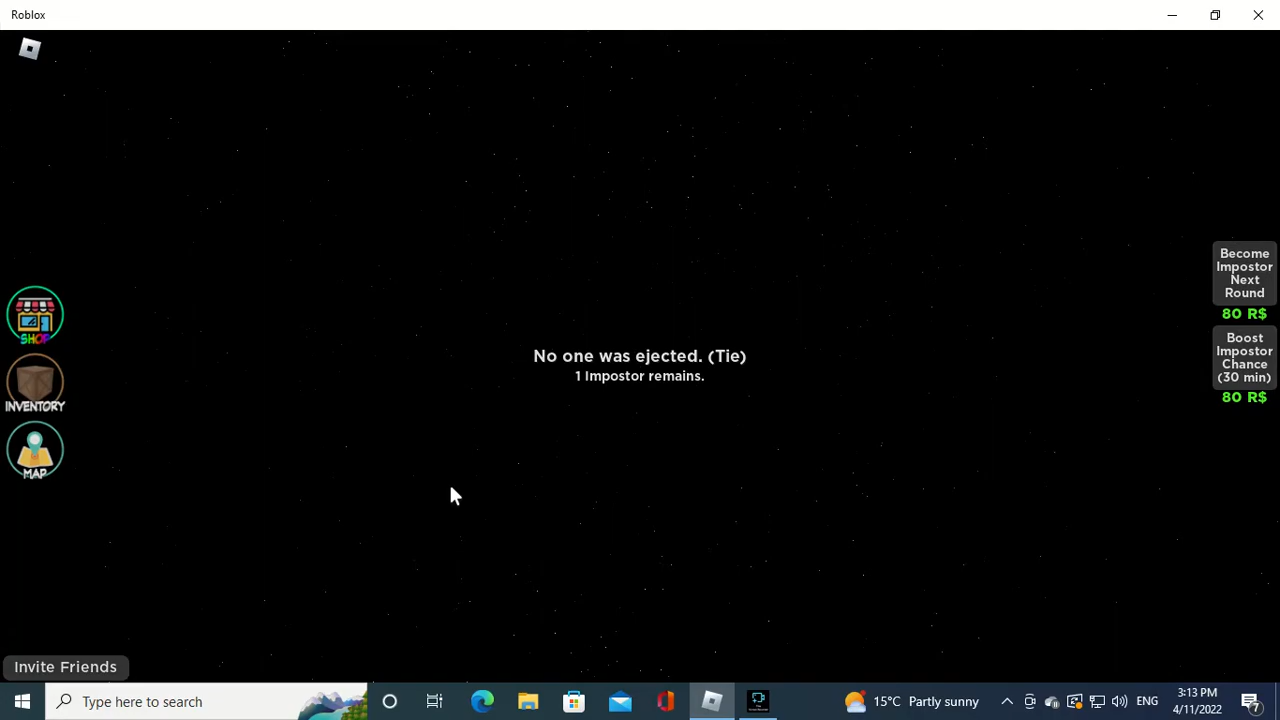 Roblox
Become
Impostor
Next
Round
80 R$
Boost
Impostor
Chance
(30 min)
80 R$
SHOP
INVENTORY
MAP
No one was ejected. (Tie)
1 Impostor remains.
Invite Friends
Type here to search
15°C Partly sunny
ENG
3:13 PM
4/11/2022
7